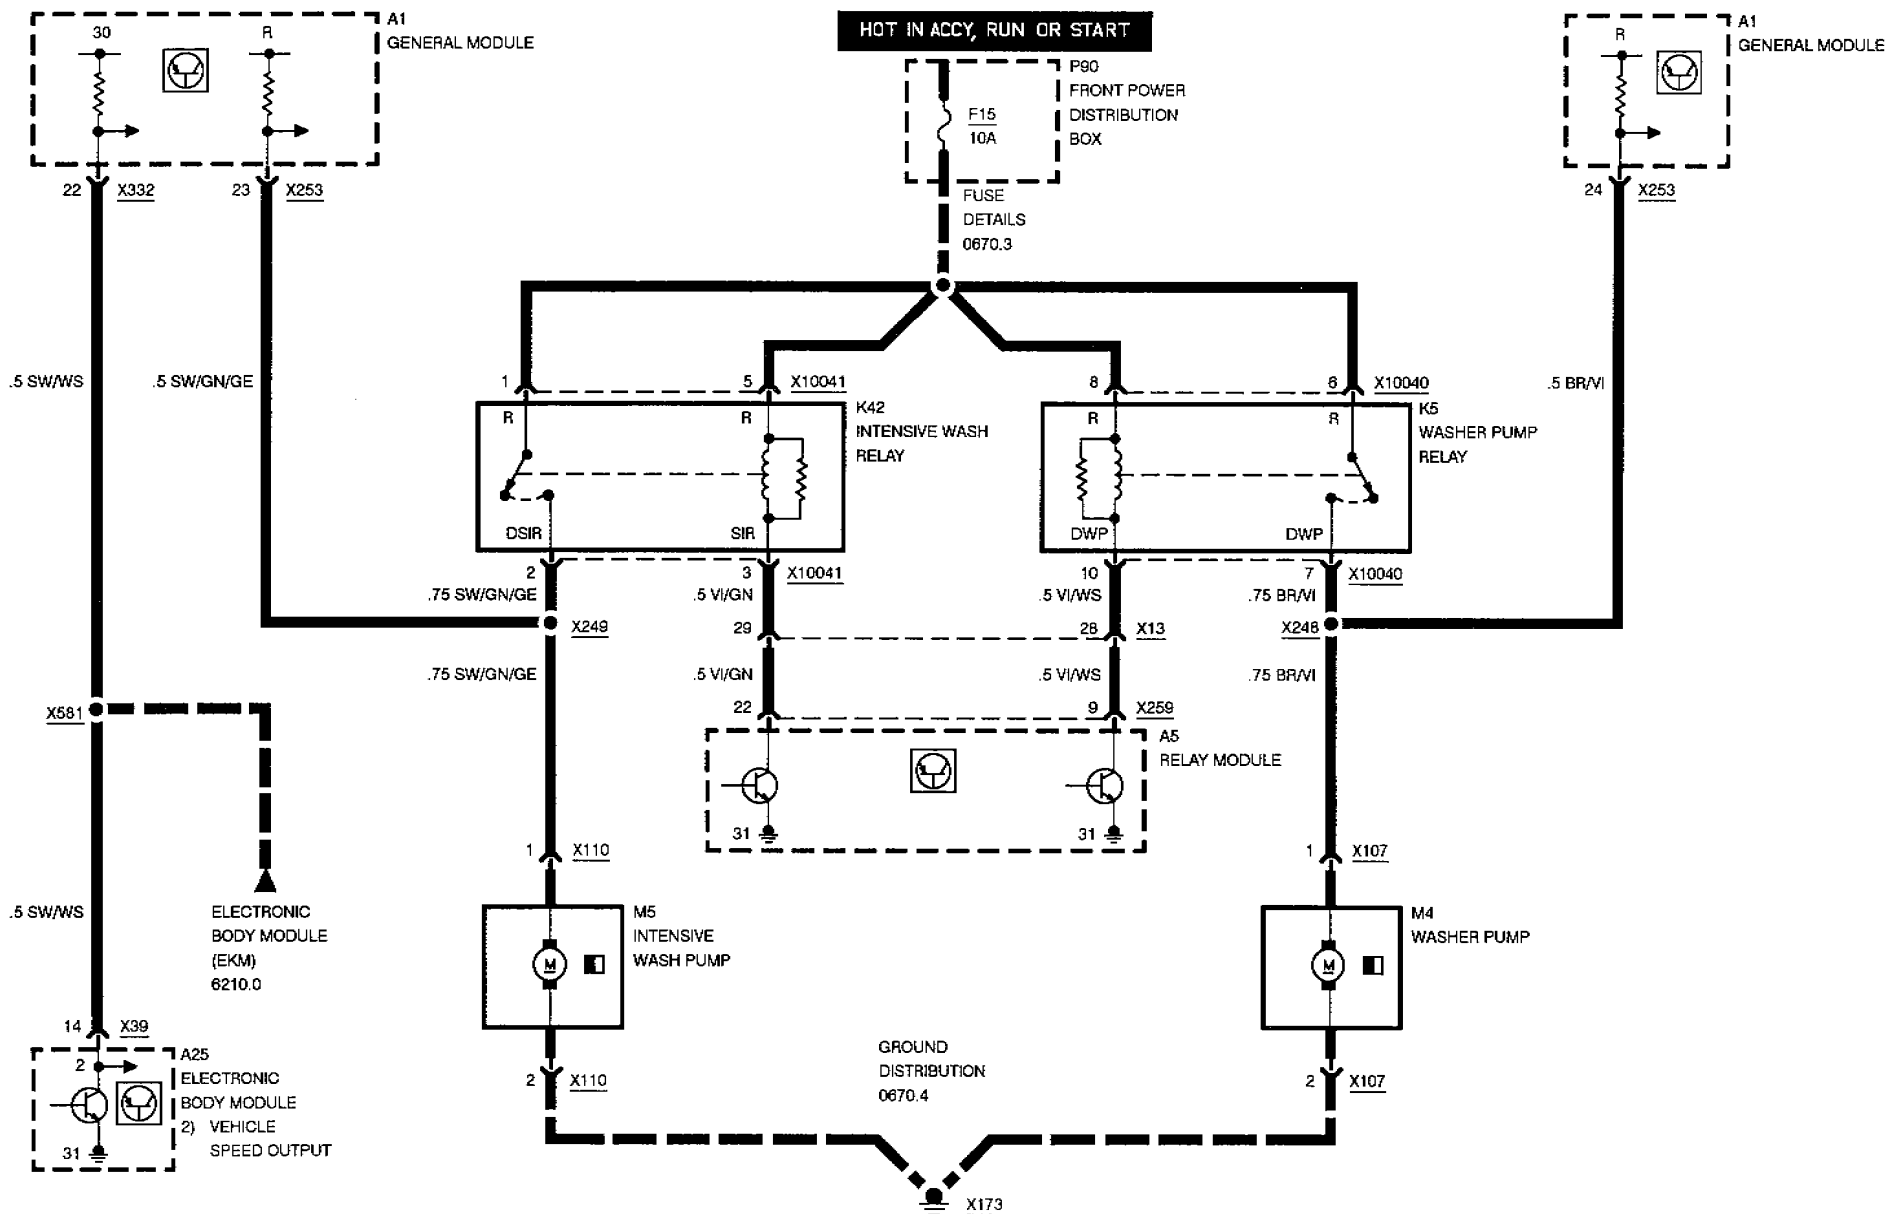 HOT IN ACCY, RUN OR START
A1
GENERAL MODULE
30
R
22
X332
23
X253
P90
FRONT POWER
DISTRIBUTION
BOX
F15
10A
FUSE
DETAILS
0670.3
A1
GENERAL MODULE
R
24
X253
.5 SW/WS
.5 SW/GN/GE
1
5
X10041
8
6
X10040
.5 BR/VI
R
R
K42
INTENSIVE WASH
RELAY
DSIR
SIR
R
R
K5
WASHER PUMP
RELAY
DWP
DWP
2
3
X10041
10
7
X10040
.75 SW/GN/GE
.5 VI/GN
.5 VI/WS
.75 BR/VI
X249
29
28
X13
X248
.75 SW/GN/GE
.5 VI/GN
.5 VI/WS
.75 BR/VI
X581
22
9
X259
A5
RELAY MODULE
31
31
1
X110
1
X107
.5 SW/WS
ELECTRONIC
BODY MODULE
(EKM)
6210.0
M5
INTENSIVE
WASH PUMP
M
M4
WASHER PUMP
M
14
X39
2
A25
ELECTRONIC
BODY MODULE
2) VEHICLE
SPEED OUTPUT
31
GROUND
DISTRIBUTION
0670.4
2
X110
2
X107
X173